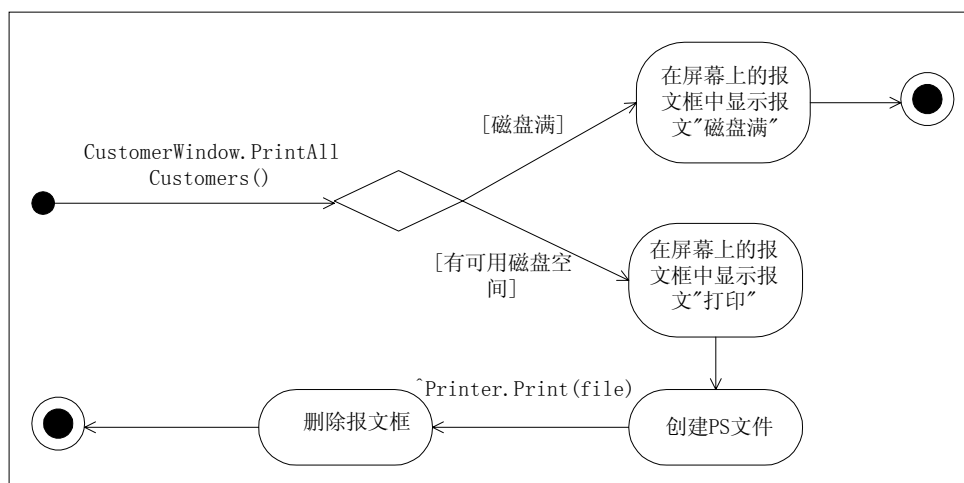 在屏幕上的报
文框中显示报
文"磁盘满"
[磁盘满]
CustomerWindow.PrintAll
Customers()
[有可用磁盘空
间]
在屏幕上的报
文框中显示报
文"打印"
^Printer.Print(file)
删除报文框
创建PS文件